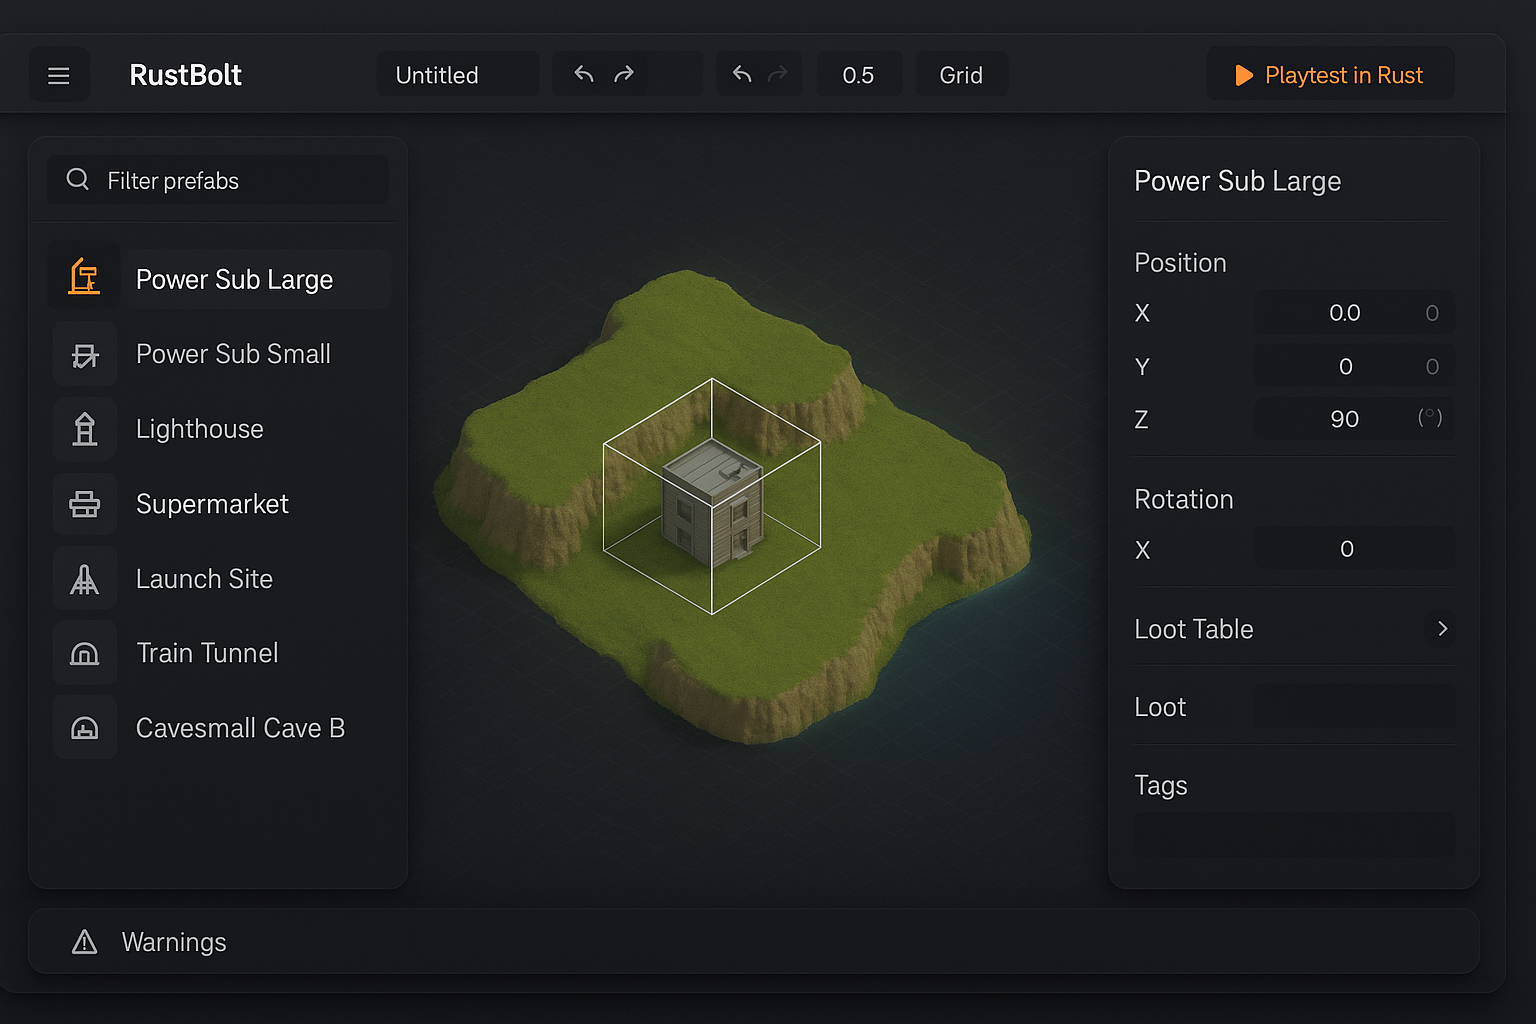 RustBolt
Untitled
0.5
Grid
Playtest in Rust
Filter prefabs
Power Sub Large
Power Sub Small
Lighthouse
Supermarket
Launch Site
Train Tunnel
Cavesmall Cave B
Power Sub Large
Position
X 0.0 0
Y 0 0
Z 90 (°)
Rotation
X 0
Loot Table
Loot
Tags
Warnings